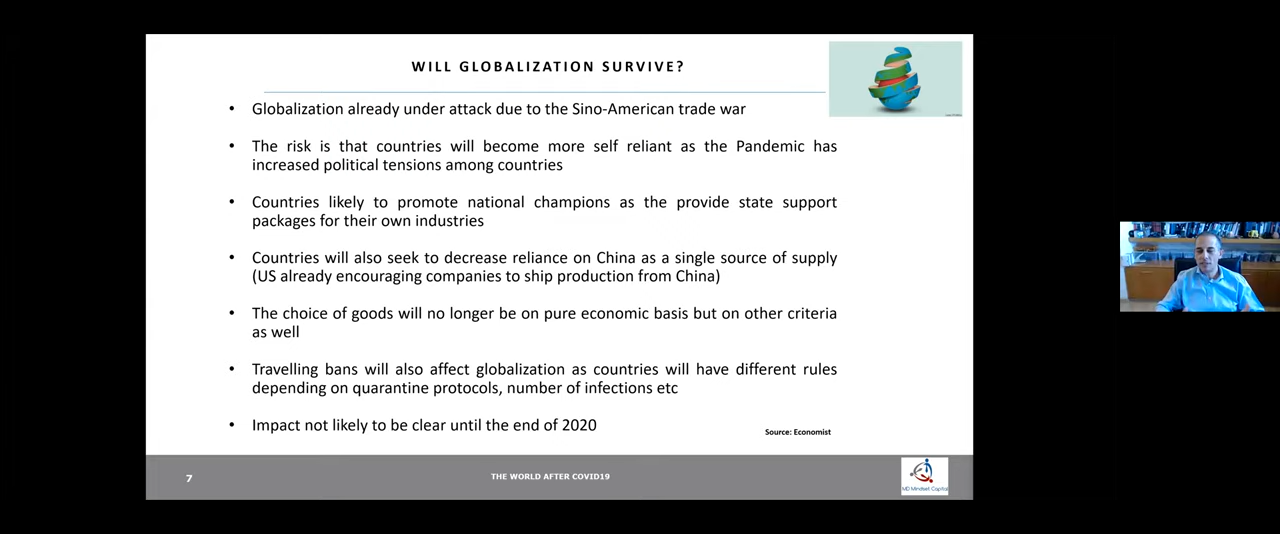 WILL GLOBALIZATION SURVIVE?
• Globalization already under attack due to the Sino-American trade war
• The risk is that countries will become more self reliant as the Pandemic has
increased political tensions among countries
• Countries likely to promote national champions as the provide state support
packages for their own industries
• Countries will also seek to decrease reliance on China as a single source of supply
(US already encouraging companies to ship production from China)
• The choice of goods will no longer be on pure economic basis but on other criteria
as well
• Travelling bans will also affect globalization as countries will have different rules
depending on quarantine protocols, number of infections etc
• Impact not likely to be clear until the end of 2020
Source: Economist
7
THE WORLD AFTER COVID19
MD Mindset Capital